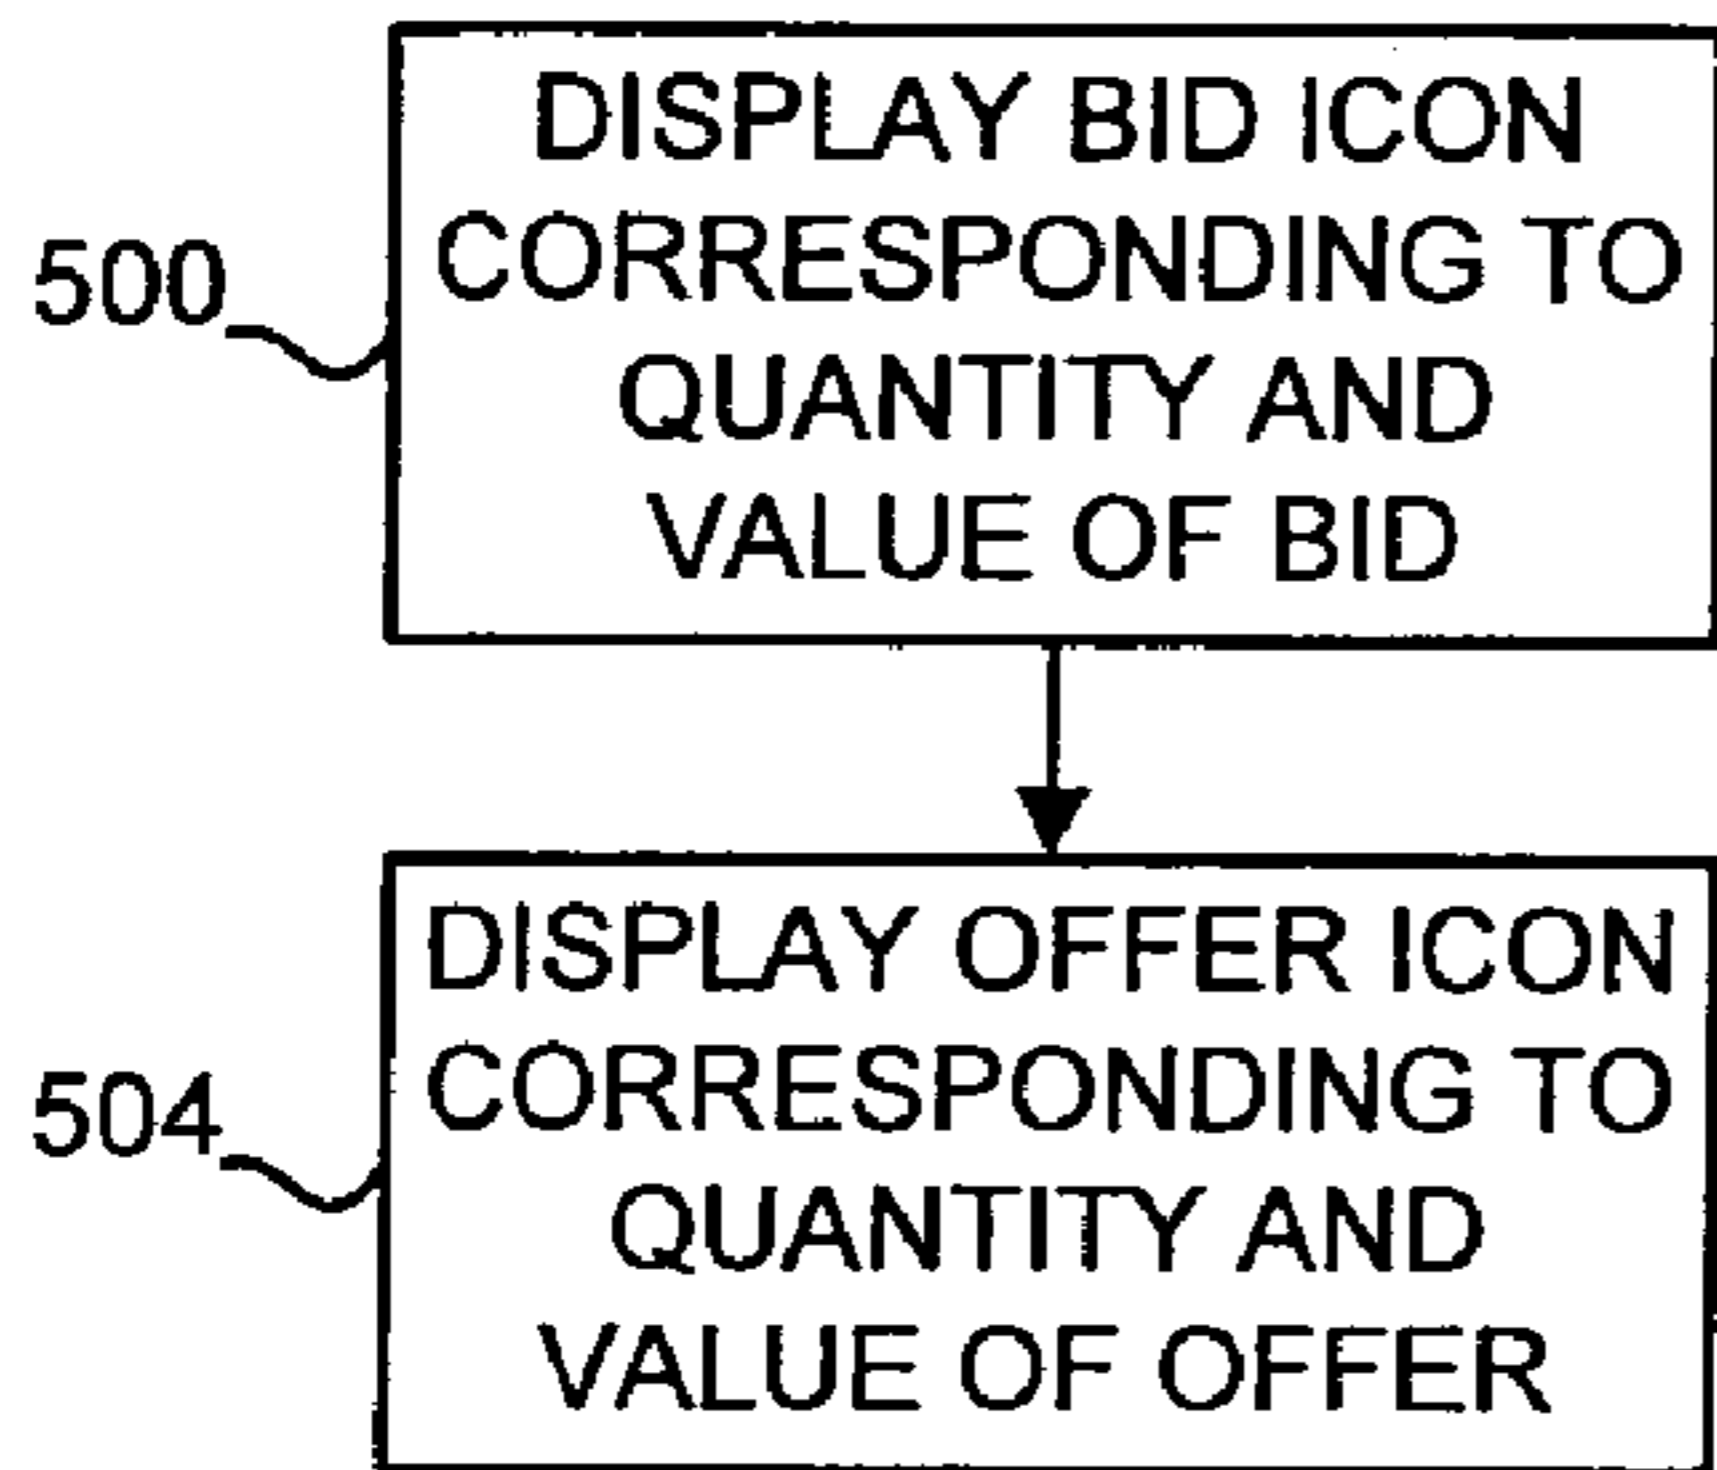 500
DISPLAY BID ICON
CORRESPONDING TO
QUANTITY AND
VALUE OF BID
504
DISPLAY OFFER ICON
CORRESPONDING TO
QUANTITY AND
VALUE OF OFFER